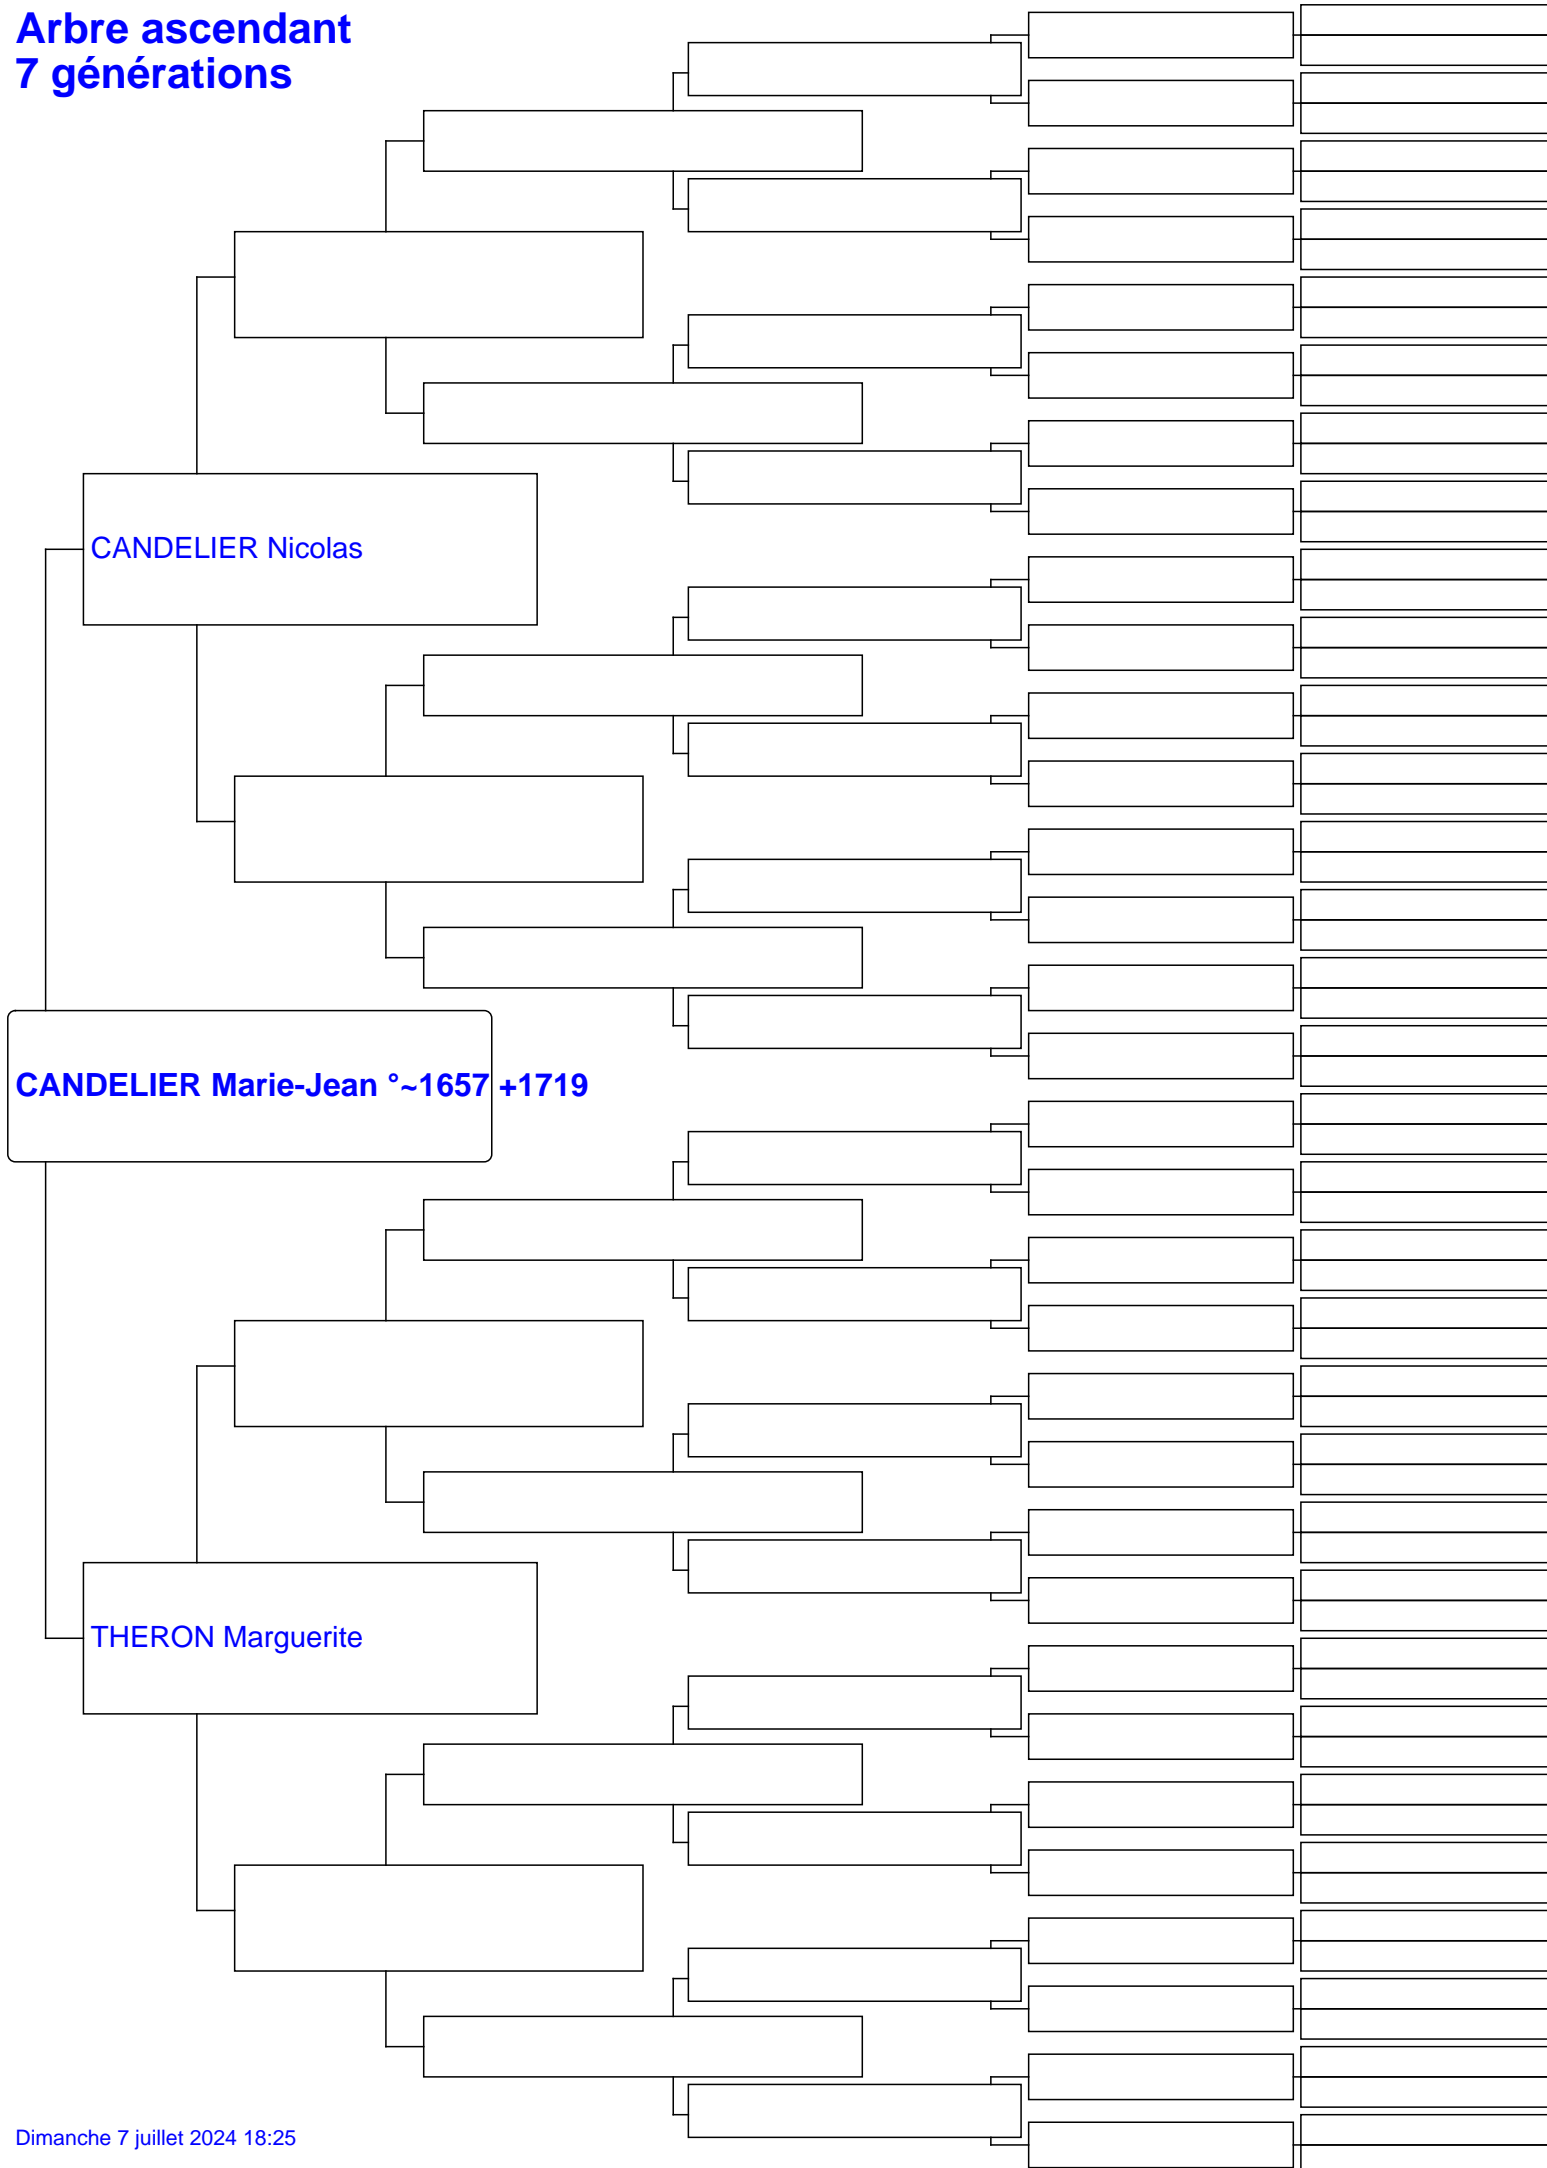 Arbre ascendant
7 générations
CANDELIER Nicolas
CANDELIER Marie-Jean °~1657 +1719
THERON Marguerite
Dimanche 7 juillet 2024 18:25